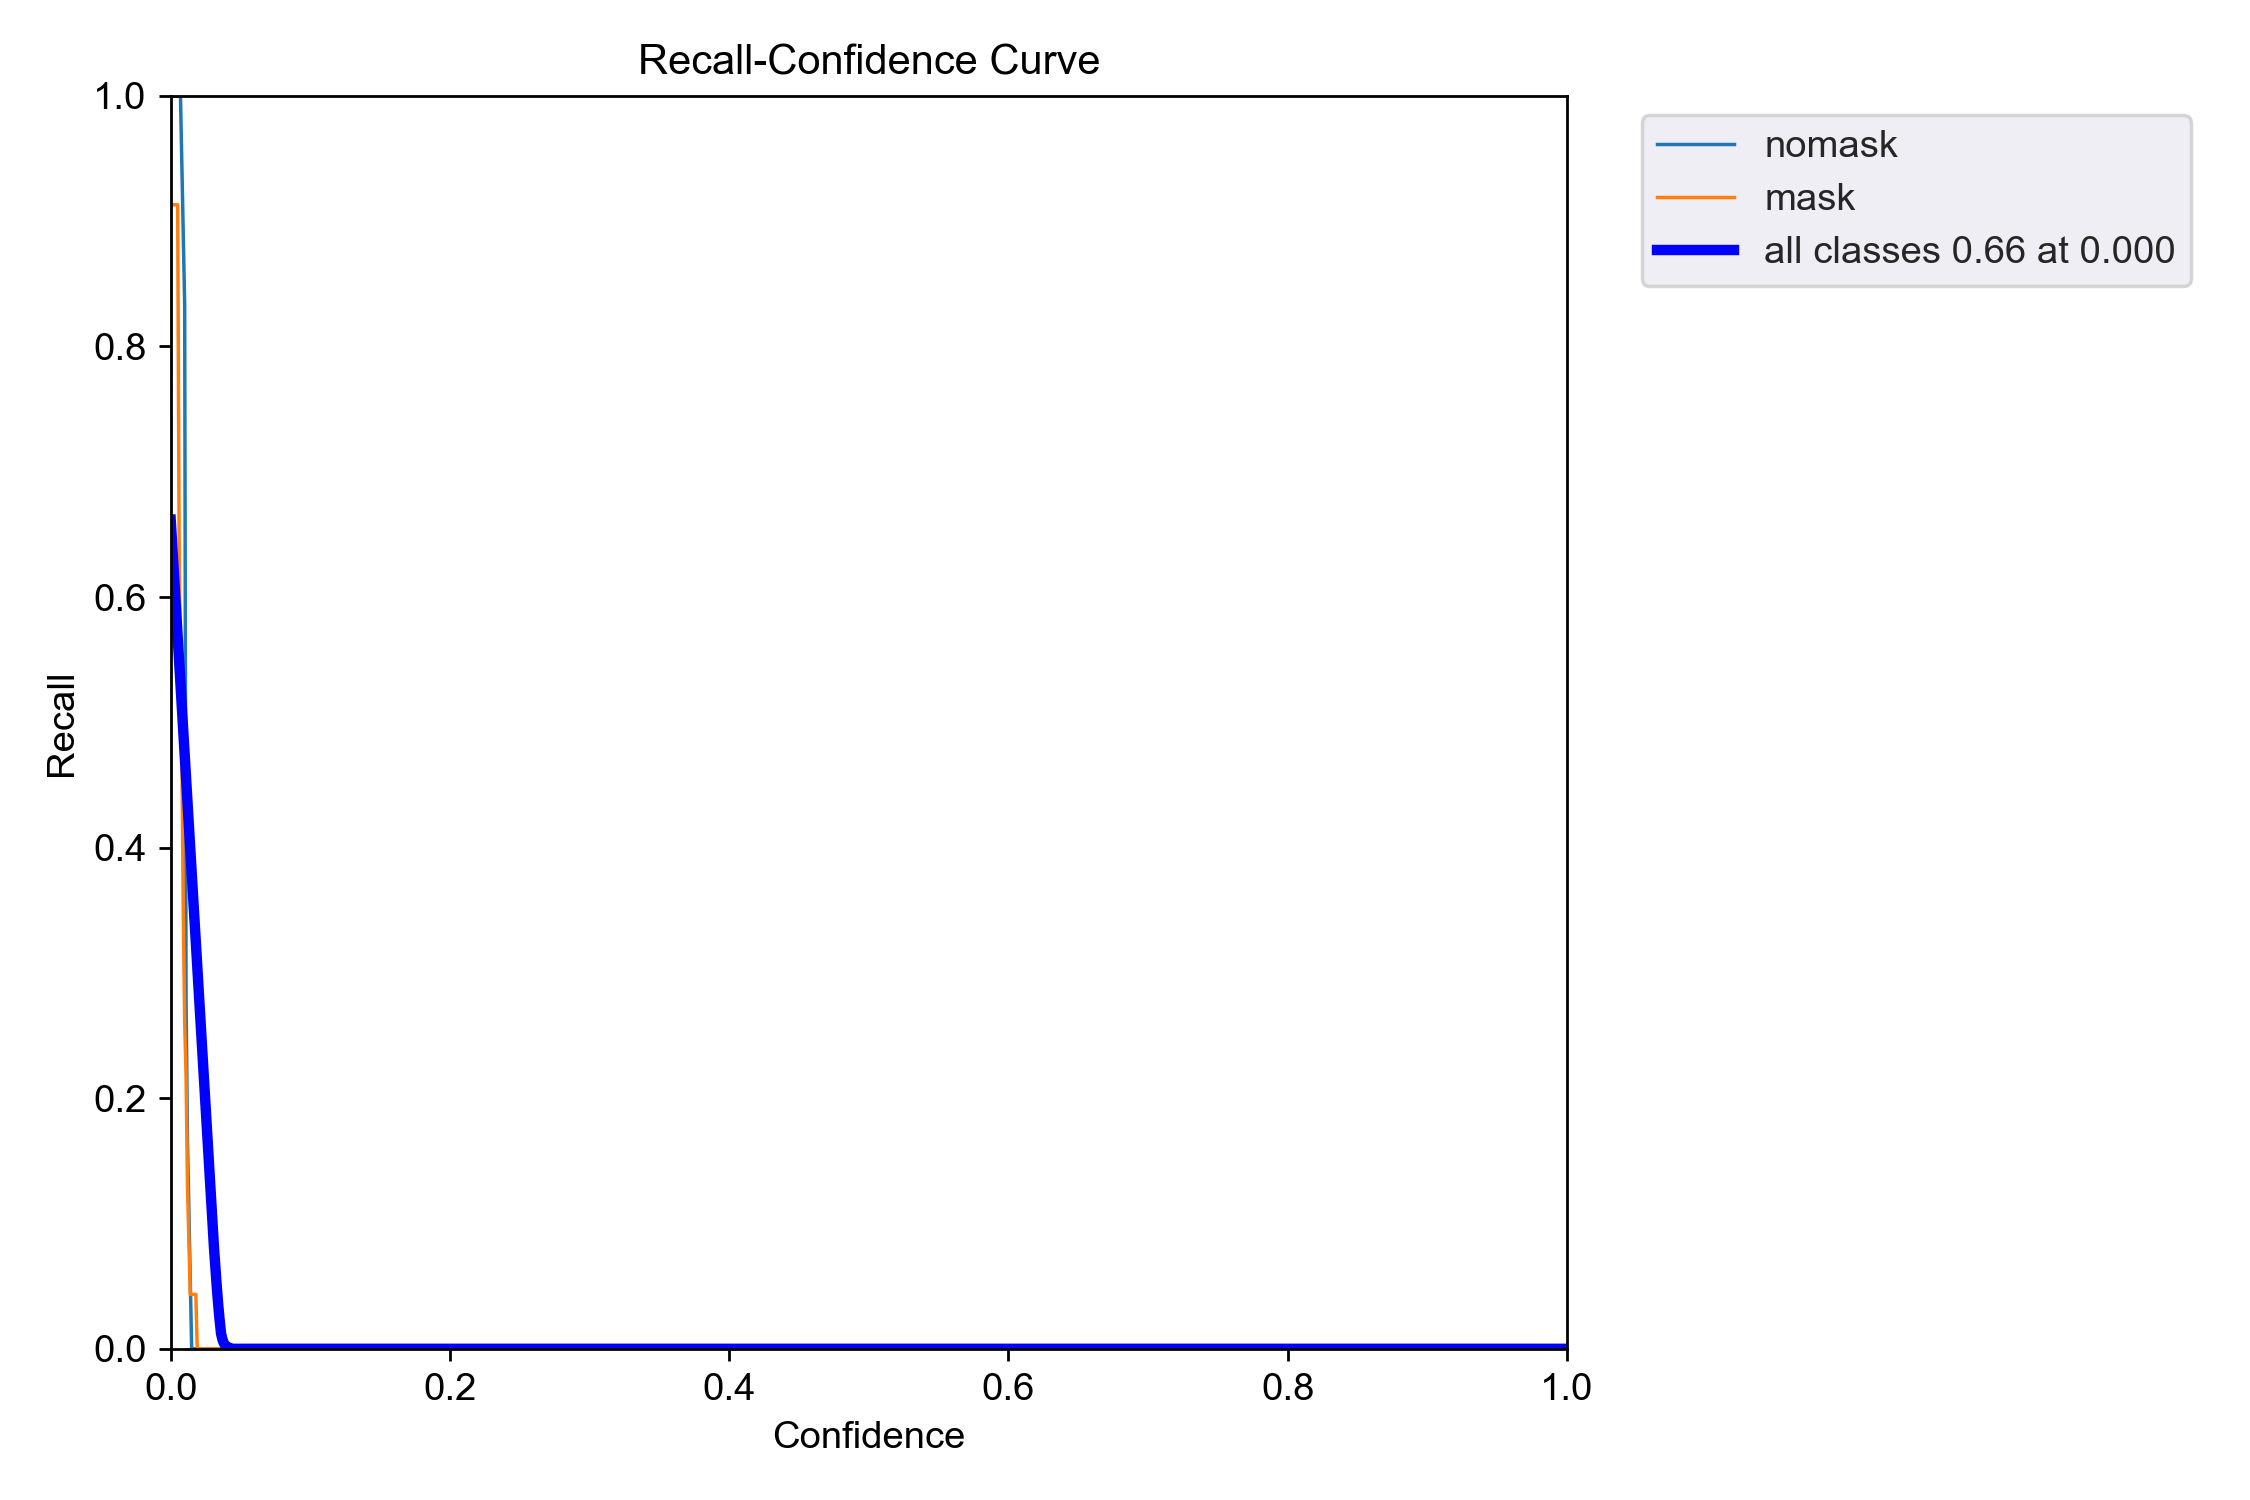 Recall-Confidence Curve
1.0
0.8
0.6
0.4
0.2
0.0
Recall
0.0 0.2 0.4 0.6 0.8 1.0
Confidence
nomask
mask
all classes 0.66 at 0.000